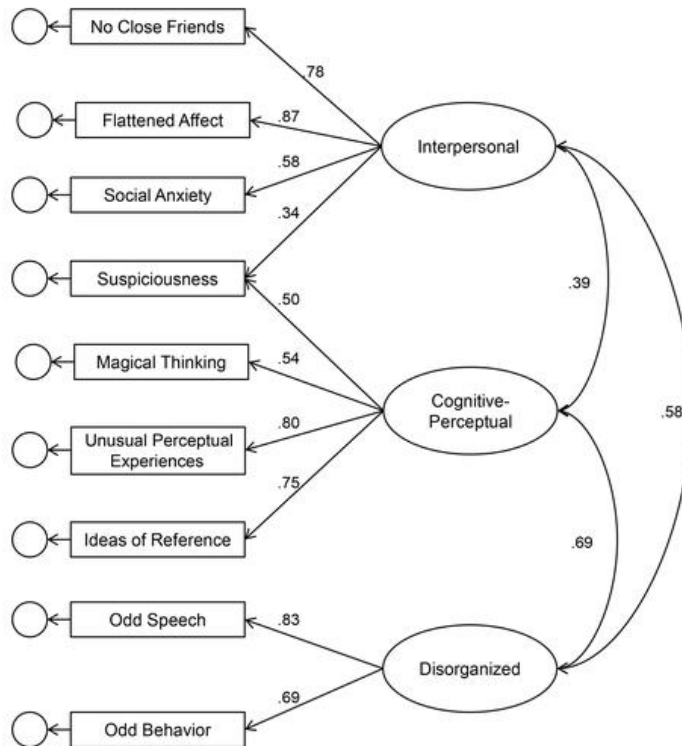 No Close Friends
.78
Flattened Affect
.87
Interpersonal
.58
Social Anxiety
.34
Suspiciousness
.50
.39
Magical Thinking
.54
Cognitive-
Perceptual
.58
.80
Unusual Perceptual
Experiences
.75
Ideas of Reference
.69
Odd Speech
.83
Disorganized
.69
Odd Behavior